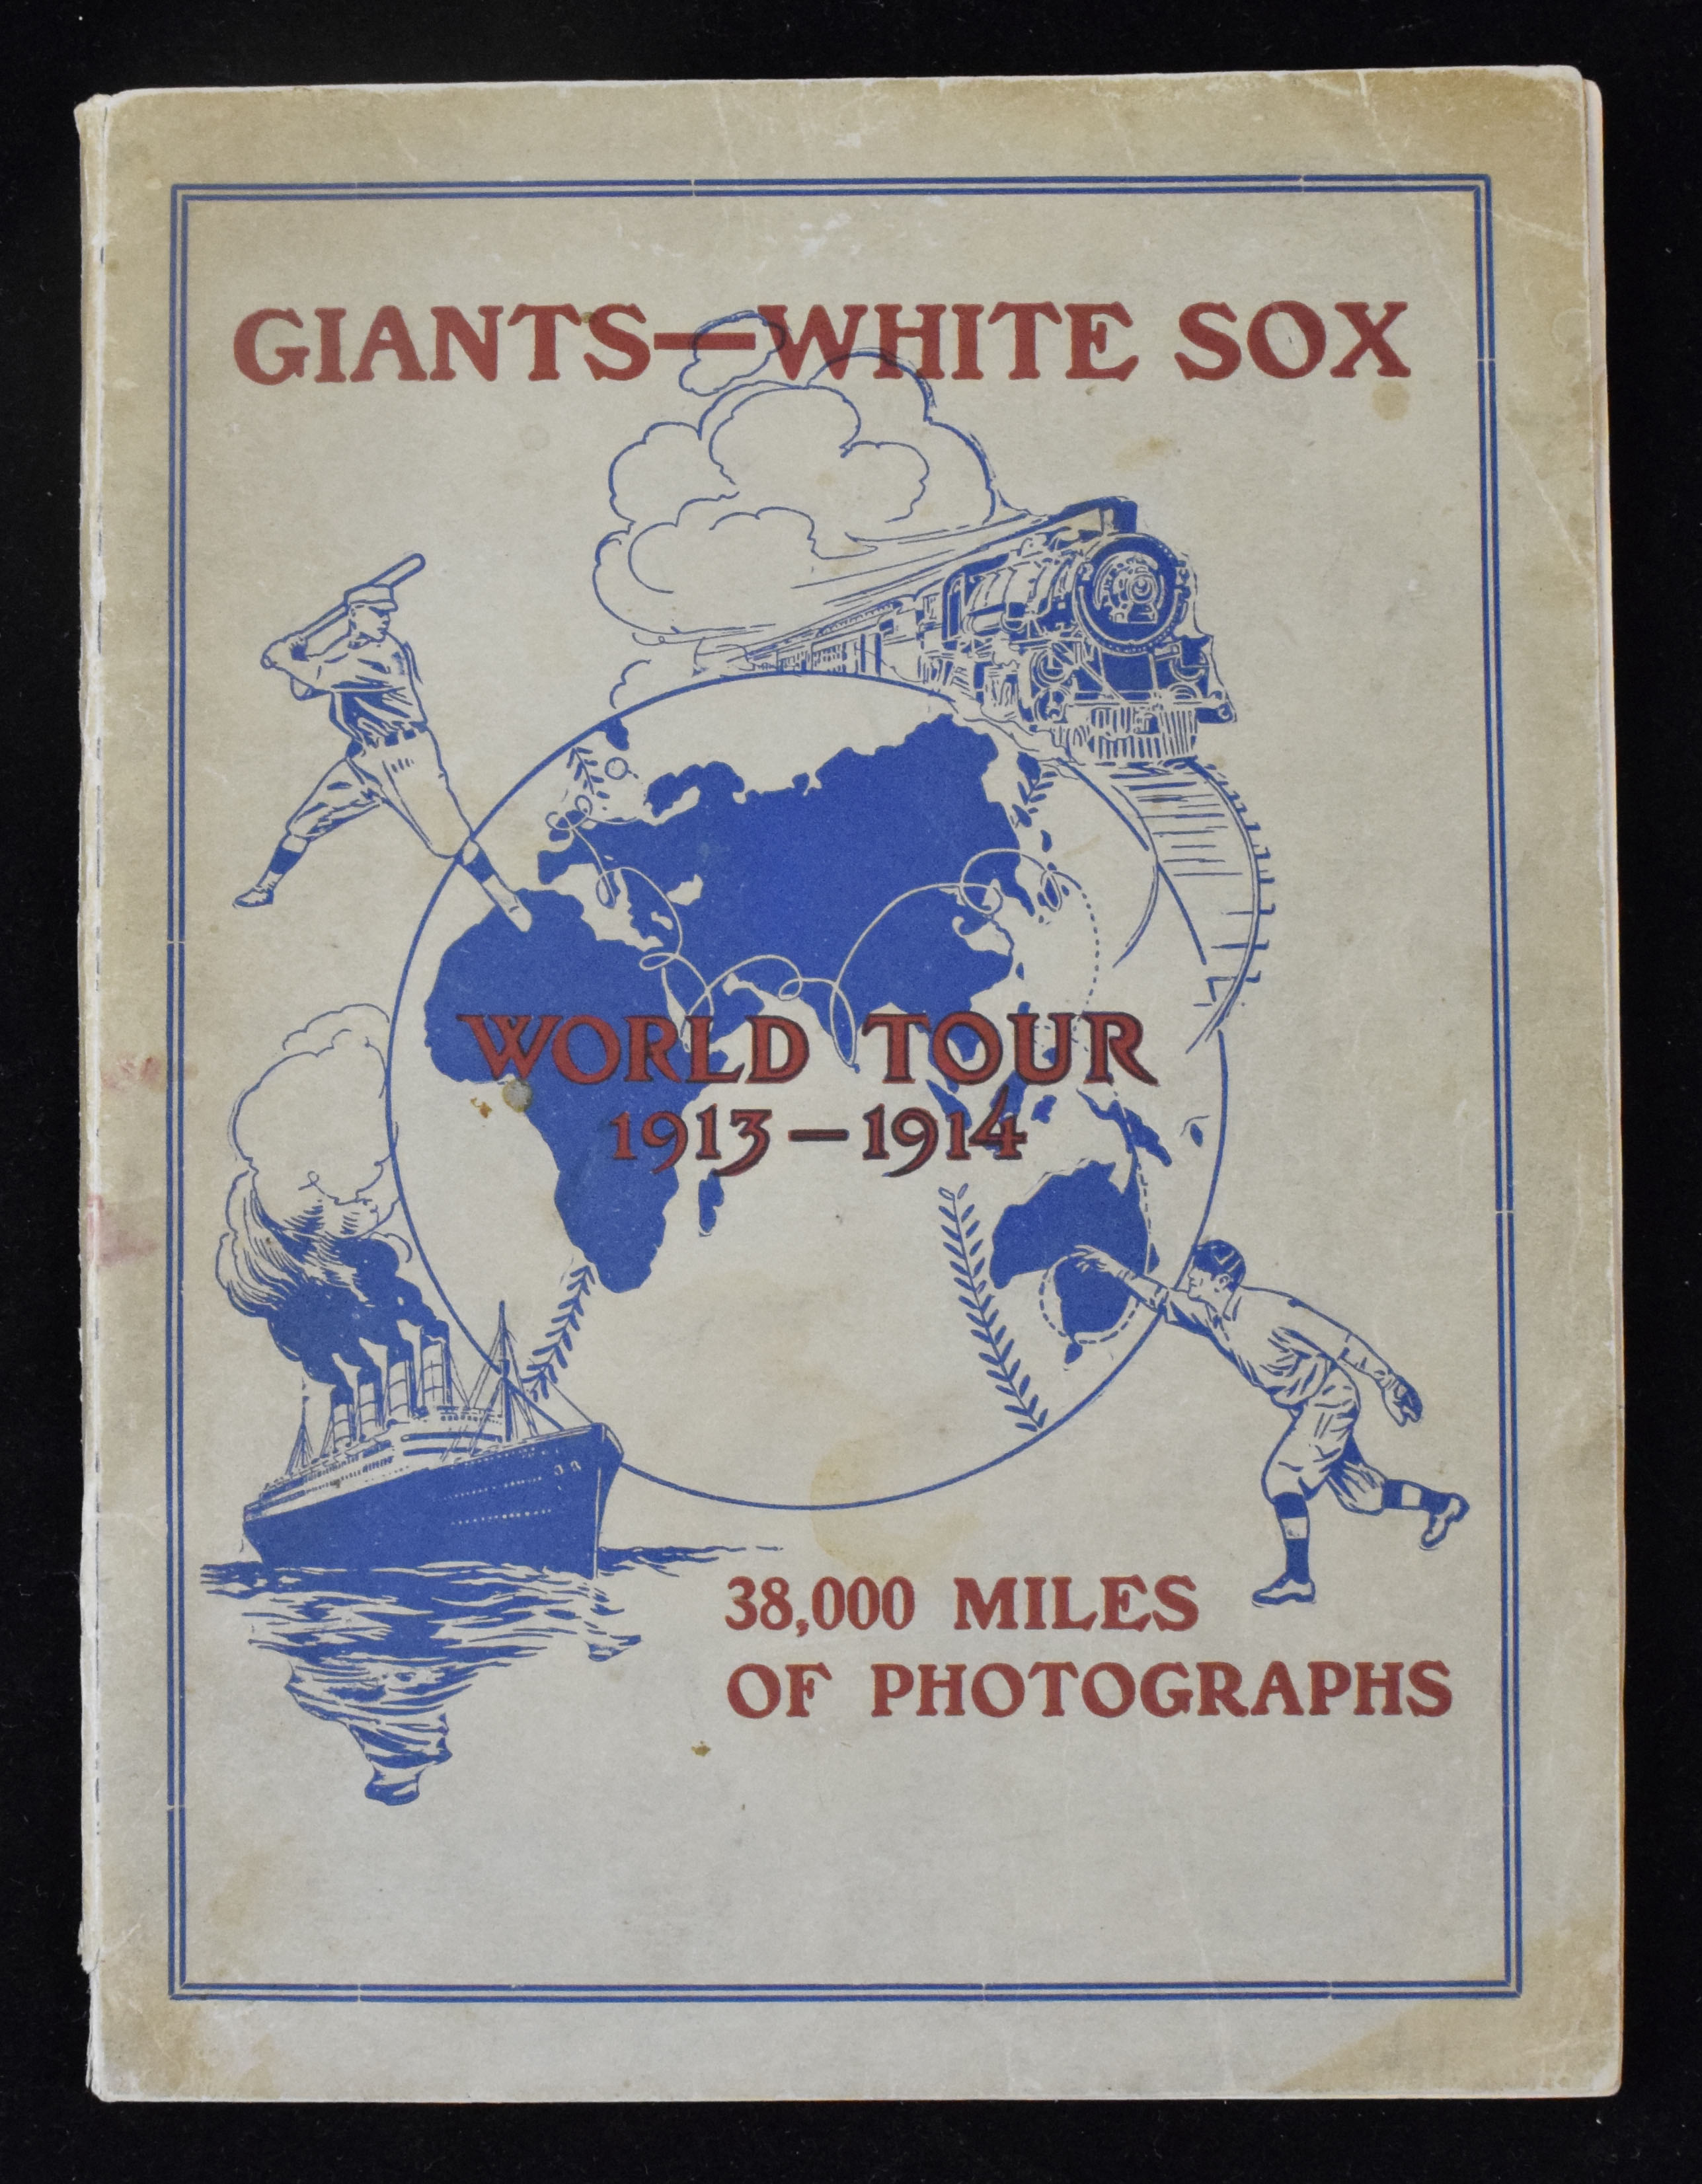 GIANTS—WHITE SOX
WORLD TOUR
1913—1914
38,000 MILES
OF PHOTOGRAPHS